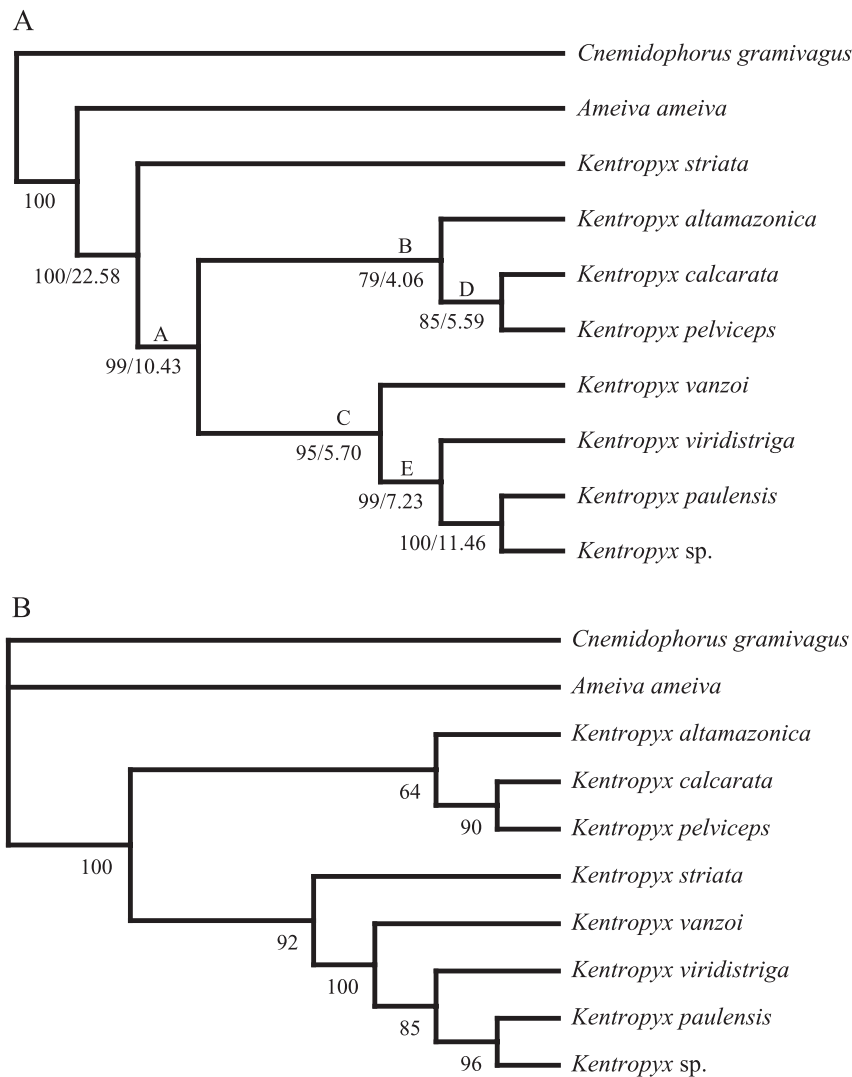 A
Cnemidophorus gramivagus
Ameiva ameiva
100
Kentropyx striata
100/22.58
Kentropyx altamazonica
B
79/4.06
Kentropyx calcarata
D
85/5.59
Kentropyx pelviceps
A
99/10.43
Kentropyx vanzoi
C
95/5.70
Kentropyx viridistriga
E
99/7.23
Kentropyx paulensis
100/11.46
Kentropyx sp.
B
Cnemidophorus gramivagus
Ameiva ameiva
Kentropyx altamazonica
64
Kentropyx calcarata
90
Kentropyx pelviceps
100
Kentropyx striata
92
Kentropyx vanzoi
100
Kentropyx viridistriga
85
Kentropyx paulensis
96
Kentropyx sp.